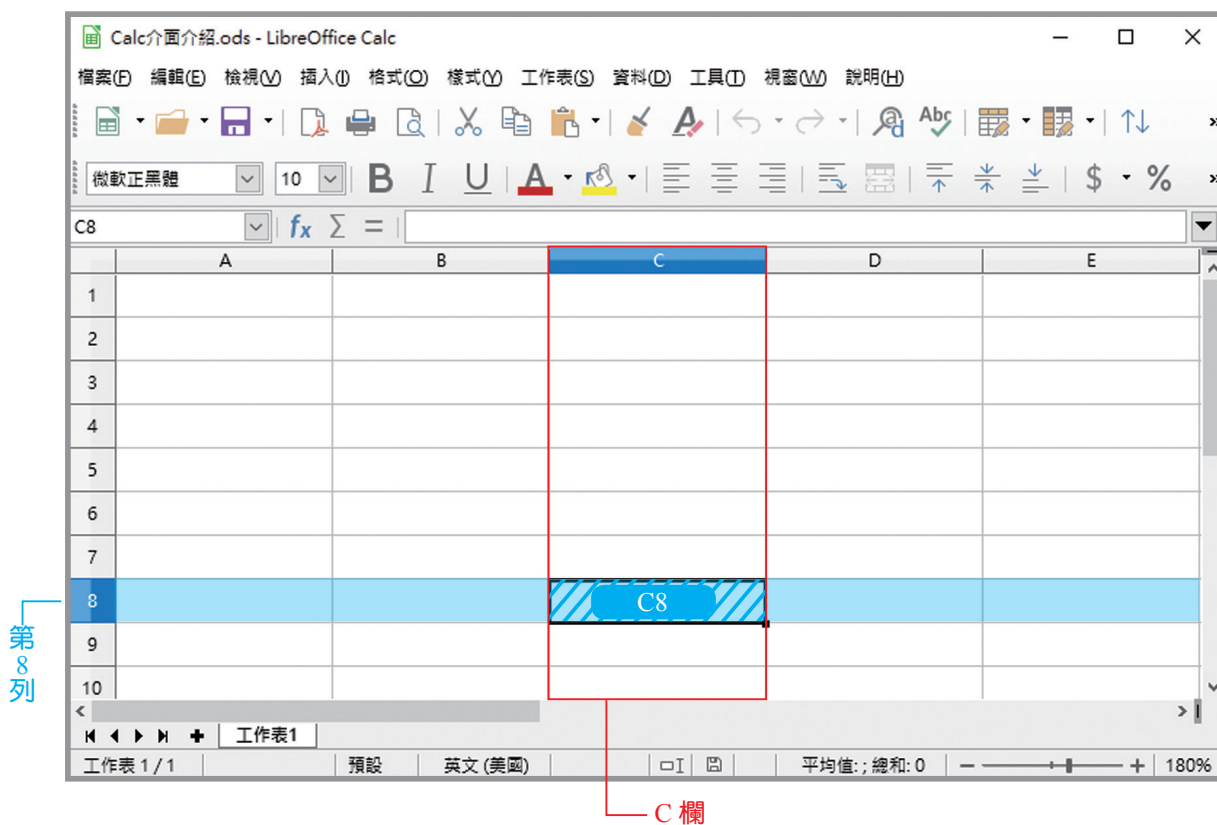 Calc介面介紹.ods - LibreOffice Calc
檔案(F) 編輯(E) 檢視(V) 插入(I) 格式(O) 樣式(Y) 工作表(S) 資料(D) 工具(T) 視窗(W) 說明(H)
Abc
微軟正黑體 10 B I U A $ %
C8 fx Σ =
A B C D E
1
2
3
4
5
6
7
8 C8
9
10
第8列
工作表1
工作表 1 / 1 預設 英文 (美國) 平均值: ; 總和: 0 180%
C 欄